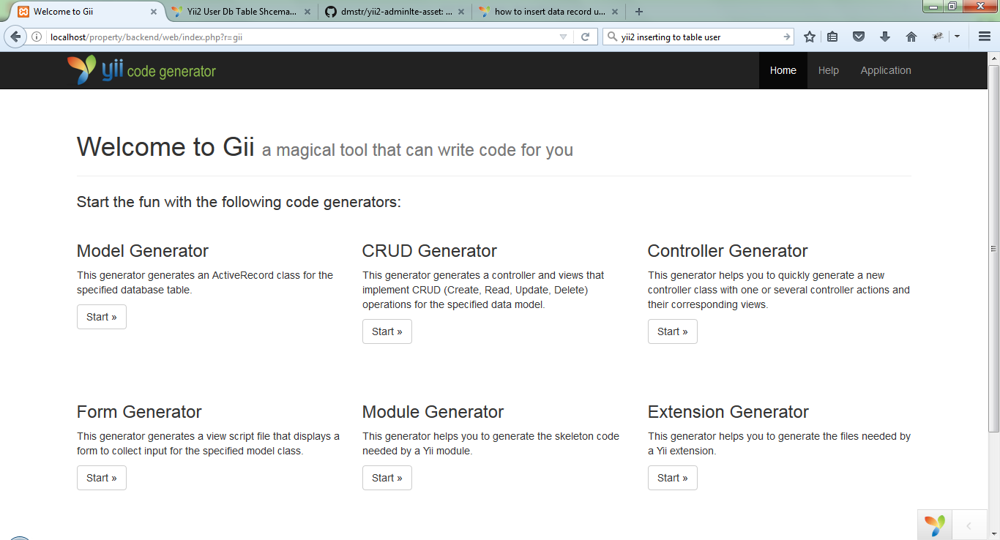 Welcome to Gii
Yii2 User Db Table Shcema...
dmstr/yii2-adminlte-asset: ...
how to insert data record u...
localhost/property/backend/web/index.php?r=gii
yii2 inserting to table user
yii code generator
Home
Help
Application
Welcome to Gii a magical tool that can write code for you
Start the fun with the following code generators:
Model Generator
This generator generates an ActiveRecord class for the
specified database table.
Start »
CRUD Generator
This generator generates a controller and views that
implement CRUD (Create, Read, Update, Delete)
operations for the specified data model.
Start »
Controller Generator
This generator helps you to quickly generate a new
controller class with one or several controller actions and
their corresponding views.
Start »
Form Generator
This generator generates a view script file that displays a
form to collect input for the specified model class.
Start »
Module Generator
This generator helps you to generate the skeleton code
needed by a Yii module.
Start »
Extension Generator
This generator helps you to generate the files needed by
a Yii extension.
Start »